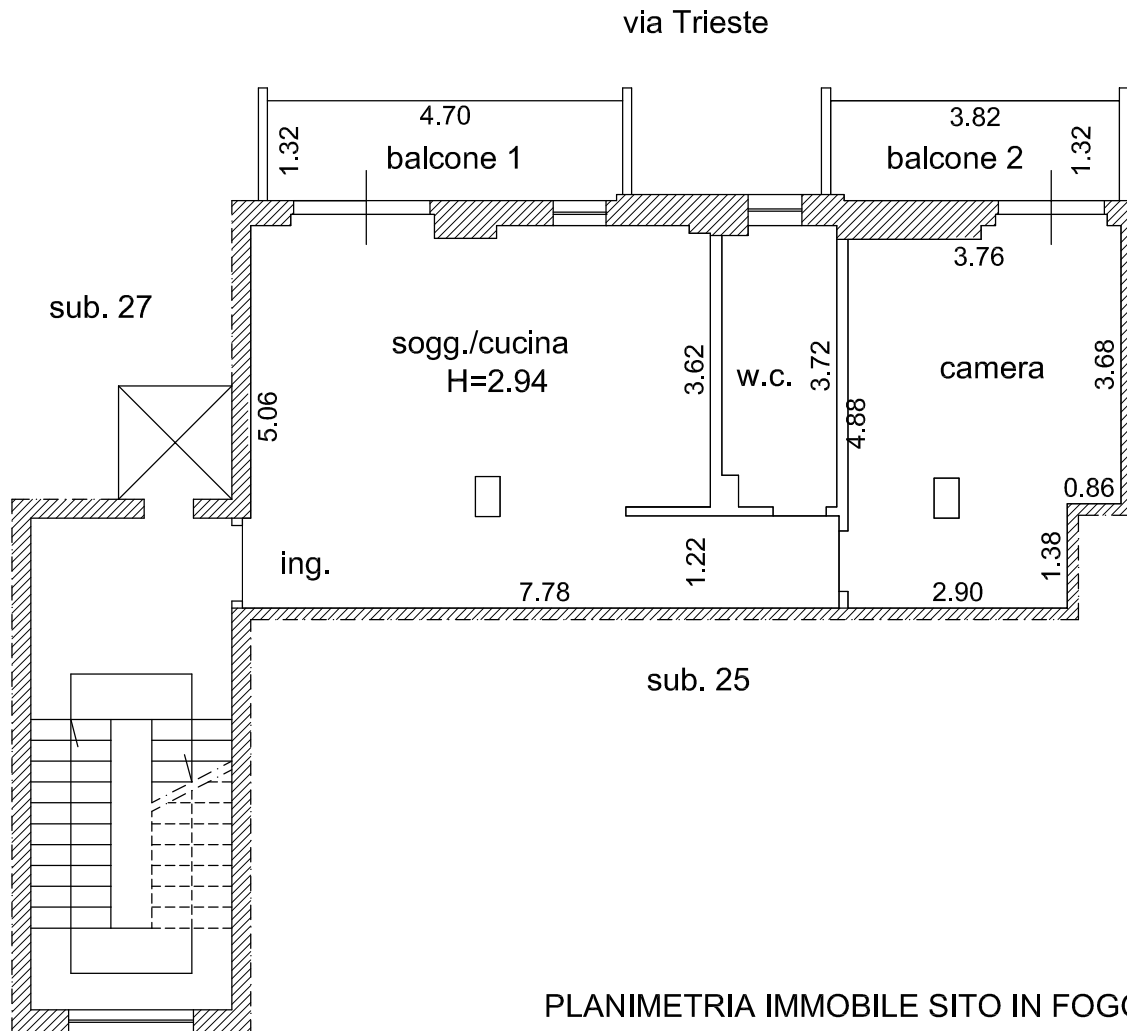 via Trieste
4.70
3.82
1.32
balcone 1
balcone 2
1.32
3.76
sub. 27
sogg./cucina
H=2.94
3.62
w.c.
3.72
camera
3.68
5.06
4.88
0.86
ing.
1.22
1.38
7.78
2.90
sub. 25
PLANIMETRIA IMMOBILE SITO IN